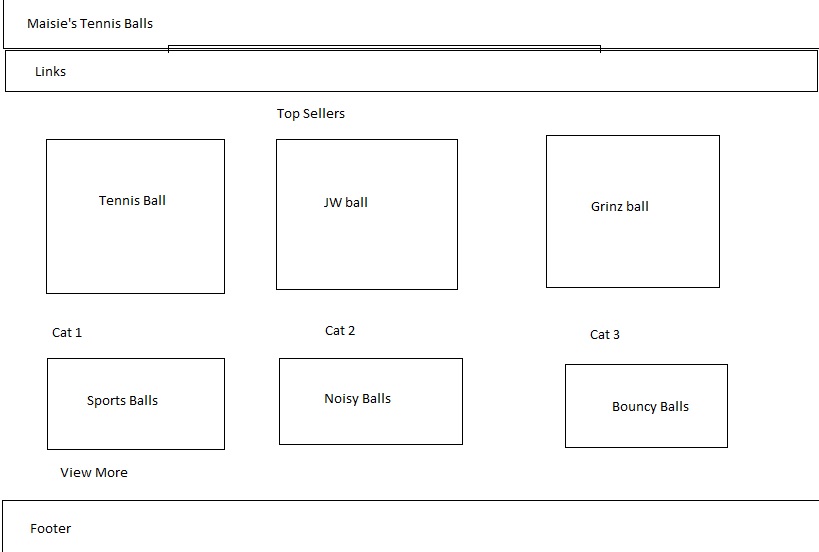 Maisie's Tennis Balls
Links
Top Sellers
Tennis Ball
JW ball
Grinz ball
Cat 1
Cat 2
Cat 3
Sports Balls
Noisy Balls
Bouncy Balls
View More
Footer